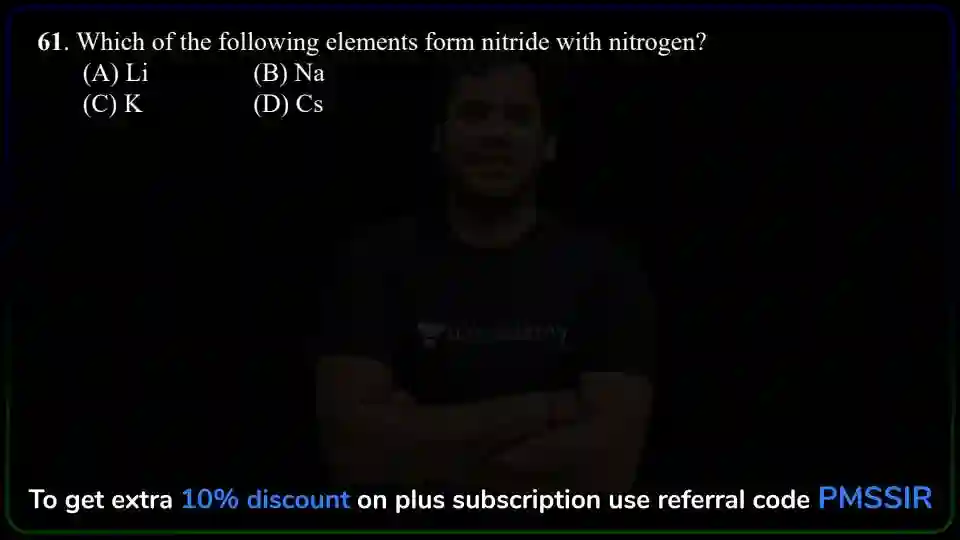 61. Which of the following elements form nitride with nitrogen?
(A) Li (B) Na
(C) K (D) Cs
To get extra 10% discount on plus subscription use referral code PMSSIR